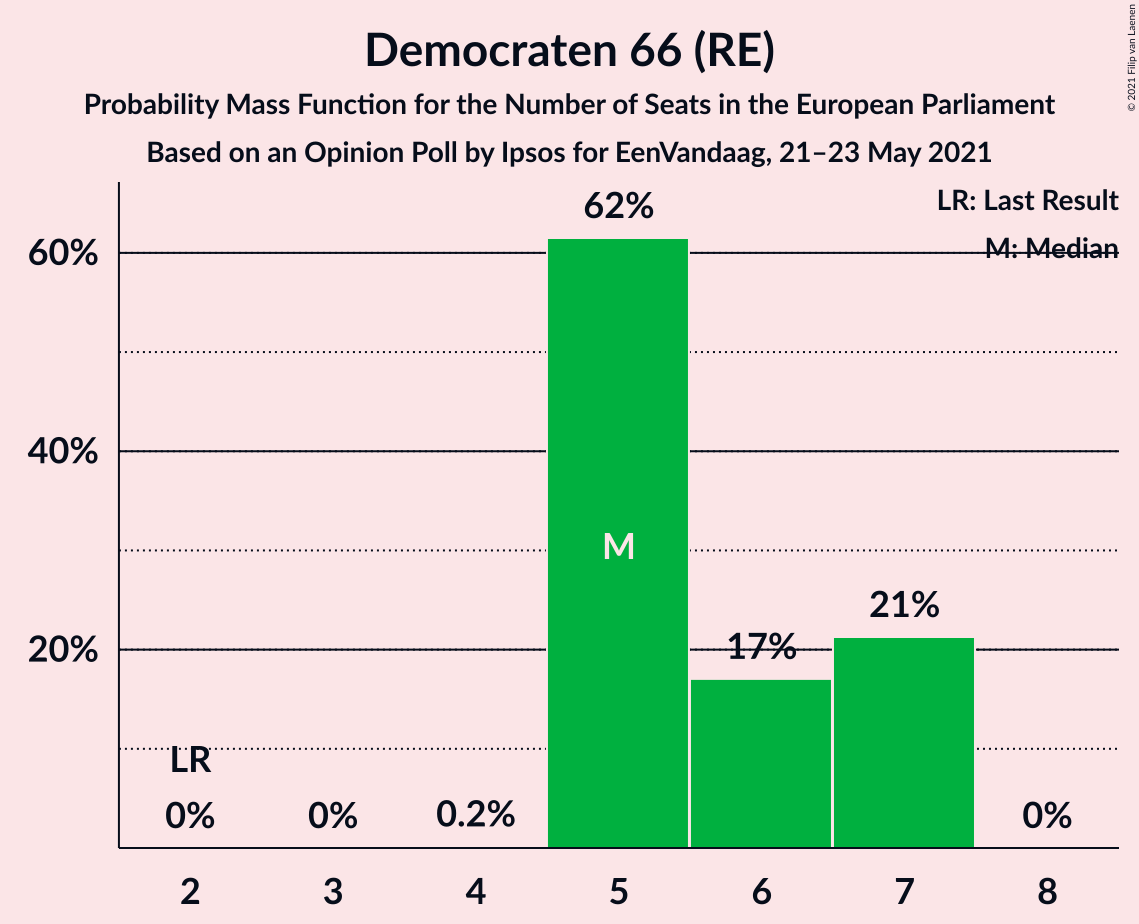 Democraten 66 (RE)
Probability Mass Function for the Number of Seats in the European Parliament
Based on an Opinion Poll by Ipsos for EenVandaag, 21–23 May 2021
© 2021 Filip van Laenen
LR: Last Result
M: Median
62%
60%
40%
M
21%
17%
20%
LR
0%
0%
0.2%
0%
2
3
4
5
6
7
8